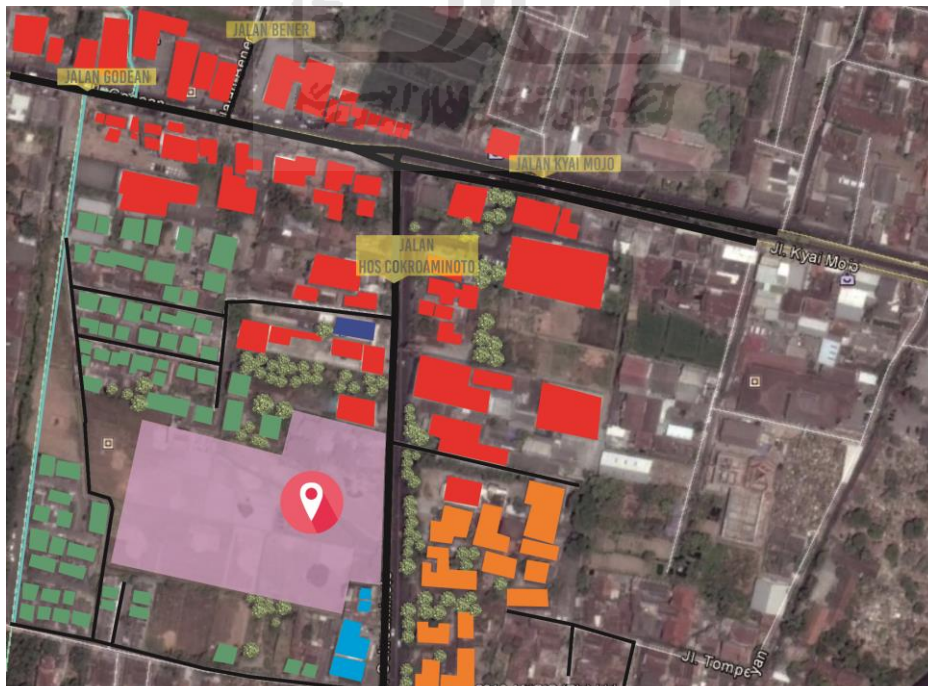 JALAN BENER
JALAN GODEAN
JALAN KYAI MOJO
JALAN
HOS COKROAMINOTO
Jl. Kyai Mojo
Jl. Tompeyan